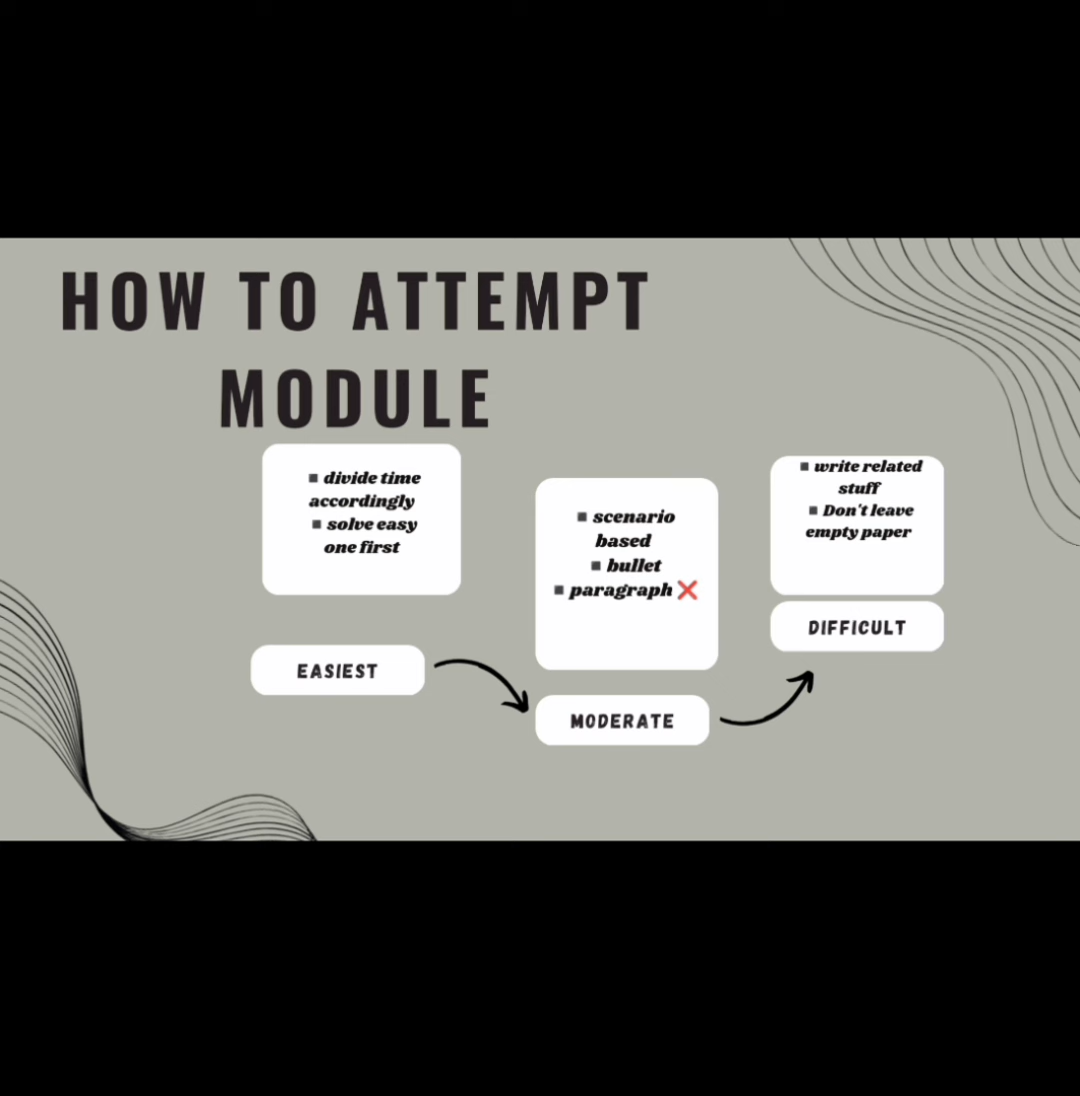 HOW TO ATTEMPT
MODULE
▪ divide time
accordingly
▪ solve easy
one first
EASIEST
▪ scenario
based
▪ bullet
▪ paragraph ❌
MODERATE
▪ write related
stuff
▪ Don't leave
empty paper
DIFFICULT